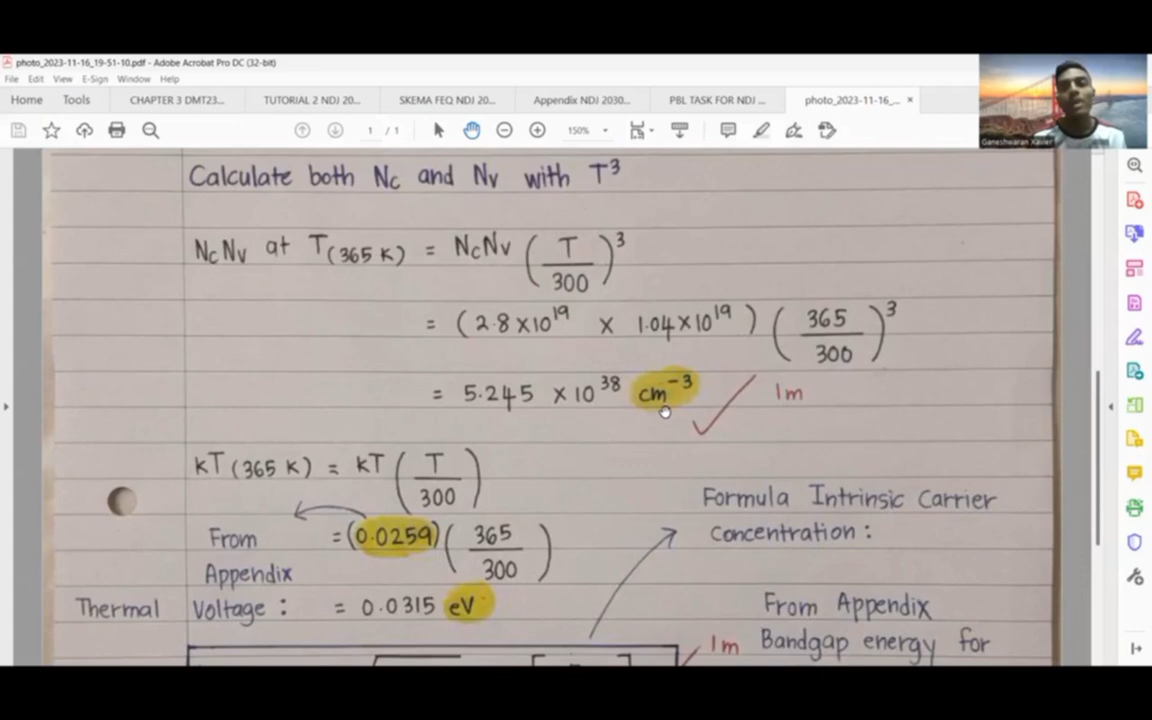 photo_2023-11-16_19-51-10.pdf - Adobe Acrobat Pro DC (32-bit)
File Edit View E-Sign Window Help
Home Tools CHAPTER 3 DMT23... TUTORIAL 2 NDJ 20... SKEMA FEQ NDJ 20... Appendix NDJ 2030... PBL TASK FOR NDJ ... photo_2023-11-16_... ×
1 / 1 150%
Ganeshwaran Xavier
Calculate both Nc and Nv with T³
NcNv at T(365 K) = NcNv (T/300)³
= (2.8 × 10¹⁹ × 1.04 × 10¹⁹) (365/300)³
= 5.245 × 10³⁸ cm⁻³ ✓ 1m
kT (365 K) = kT (T/300)
= (0.0259) (365/300)
From
Appendix
Thermal Voltage : = 0.0315 eV
Formula Intrinsic Carrier
Concentration :
From Appendix
1m Bandgap energy for